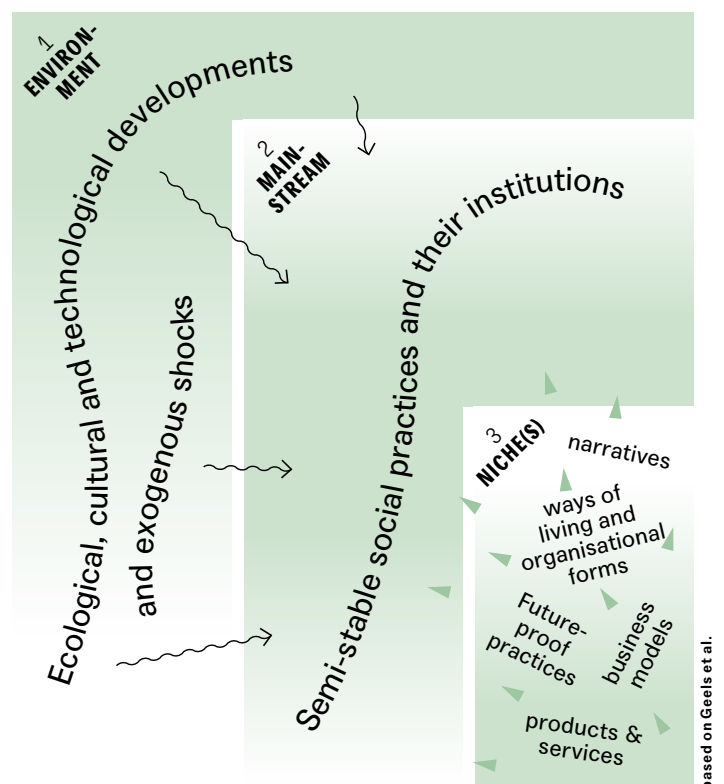 1
ENVIRON-
MENT
Ecological, cultural and technological developments
and exogenous shocks
2
MAIN-
STREAM
Semi-stable social practices and their institutions
3
NICHE(S)
narratives
ways of
living and
organisational
forms
Future-
proof
practices
business
models
products &
services
based on Geels et al.